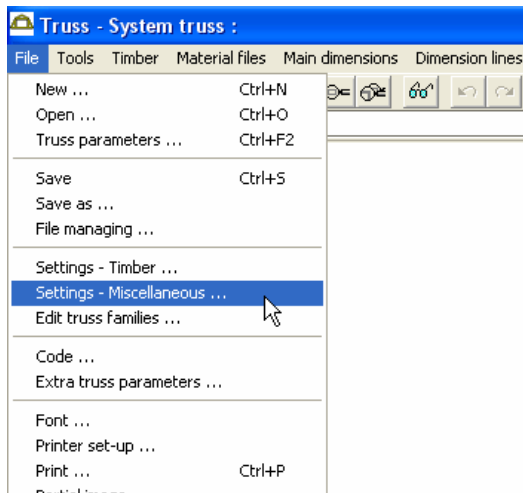 Truss - System truss :
File Tools Timber Material files Main dimensions Dimension lines
New ... Ctrl+N
Open ... Ctrl+O
Truss parameters ... Ctrl+F2
Save Ctrl+S
Save as ...
File managing ...
Settings - Timber ...
Settings - Miscellaneous ...
Edit truss families ...
Code ...
Extra truss parameters ...
Font ...
Printer set-up ...
Print ... Ctrl+P